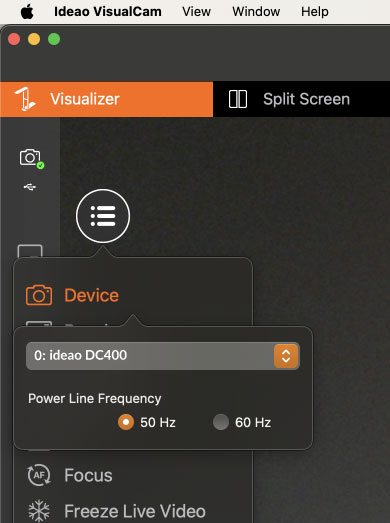 Ideao VisualCam View Window Help
Visualizer Split Screen
Device
0: ideao DC400
Power Line Frequency
50 Hz 60 Hz
AF Focus
Freeze Live Video